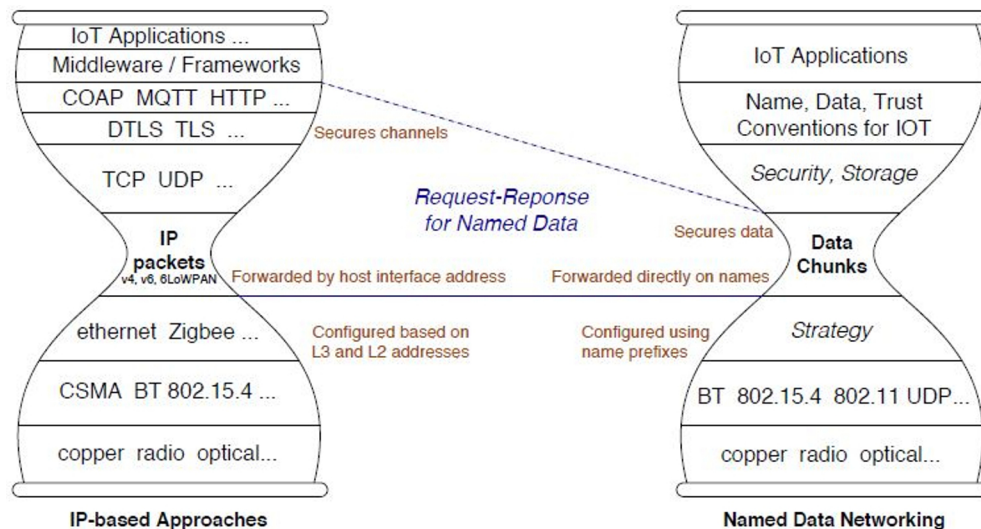 IoT Applications ...
Middleware / Frameworks
COAP MQTT HTTP ...
DTLS TLS ...
TCP UDP ...
IP
packets
v4, v6, 6LoWPAN
ethernet Zigbee ...
CSMA BT 802.15.4 ...
copper radio optical...
IP-based Approaches
Secures channels
Request-Reponse
for Named Data
Secures data
Forwarded by host interface address
Forwarded directly on names
Configured based on
L3 and L2 addresses
Configured using
name prefixes
IoT Applications
Name, Data, Trust
Conventions for IOT
Security, Storage
Data
Chunks
Strategy
BT 802.15.4 802.11 UDP...
copper radio optical...
Named Data Networking